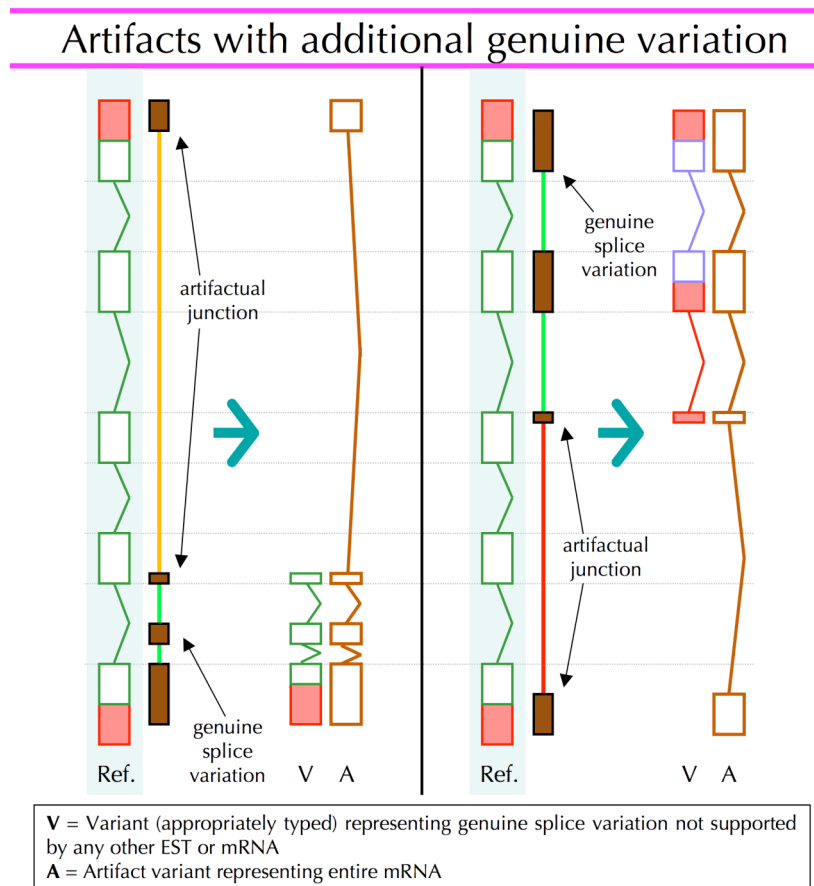 Artifacts with additional genuine variation
artifactual
junction
genuine
splice
variation
Ref.
V
A
genuine
splice
variation
artifactual
junction
Ref.
V
A
V = Variant (appropriately typed) representing genuine splice variation not supported
by any other EST or mRNA
A = Artifact variant representing entire mRNA